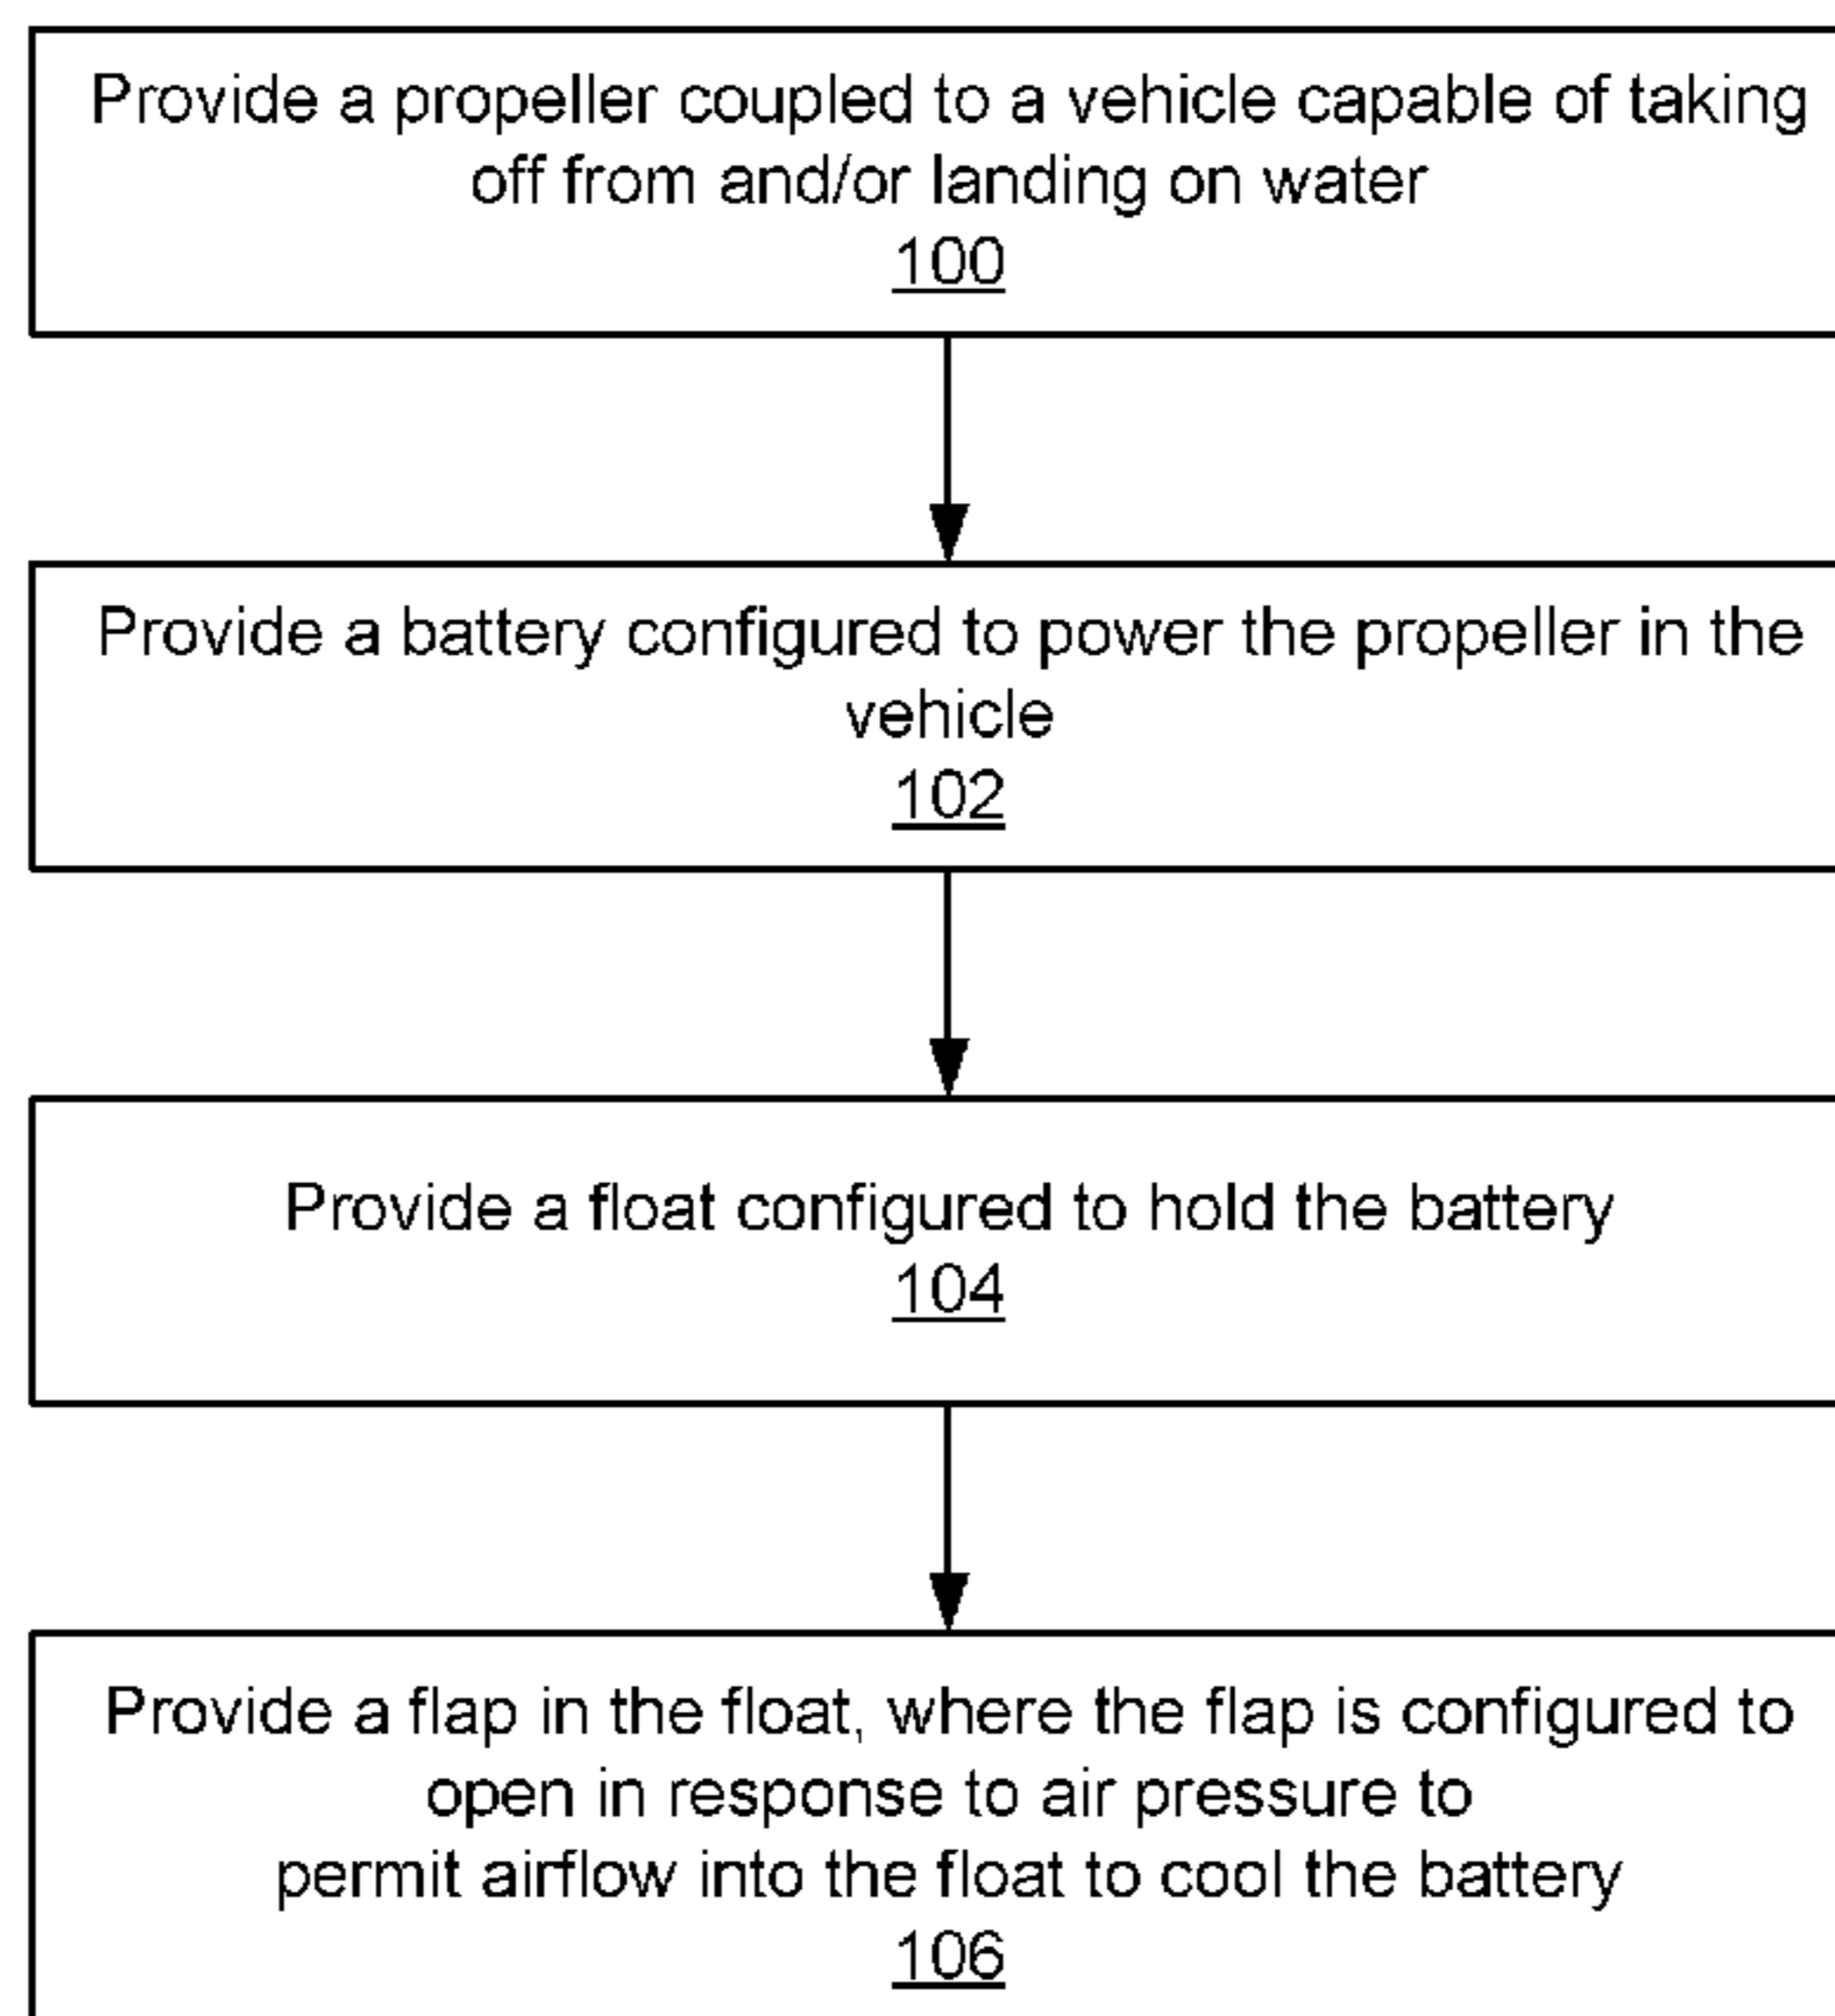 Provide a propeller coupled to a vehicle capable of taking
off from and/or landing on water
100
Provide a battery configured to power the propeller in the
vehicle
102
Provide a float configured to hold the battery
104
Provide a flap in the float, where the flap is configured to
open in response to air pressure to
permit airflow into the float to cool the battery
106